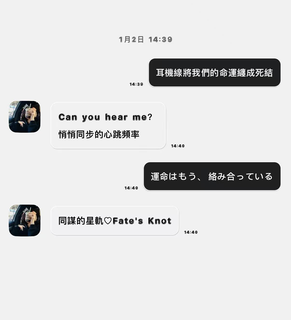 1月2日 14:39
耳機線將我們的命運纏成死結
14:39
Can you hear me?
悄悄同步的心跳頻率
14:40
運命はもう、絡み合っている
14:40
同謀的星軌♡Fate's Knot
14:40